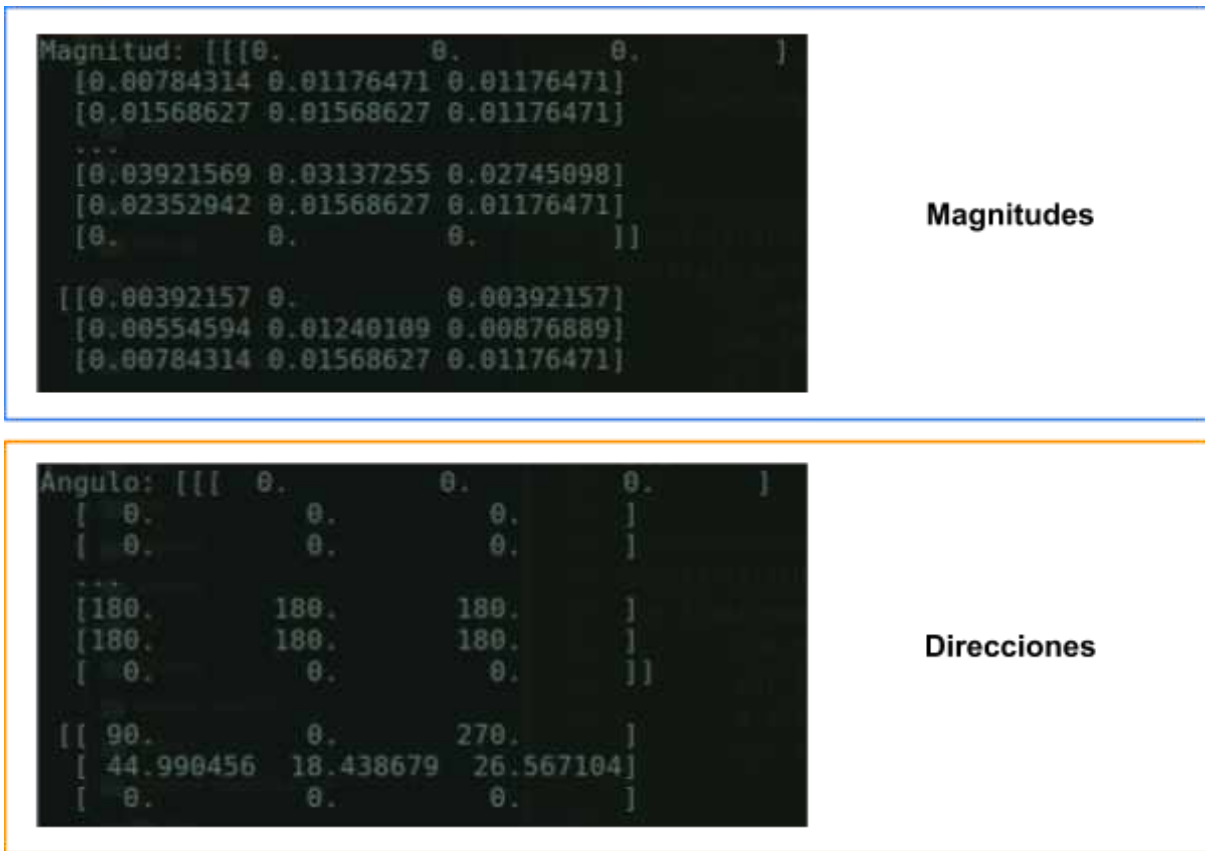 Magnitud: [[[0. 0. 0. ]
[0.00784314 0.01176471 0.01176471]
[0.01568627 0.01568627 0.01176471]
...
[0.03921569 0.03137255 0.02745098]
[0.02352942 0.01568627 0.01176471]
[0. 0. 0. ]]
[[0.00392157 0. 0.00392157]
[0.00554594 0.01240109 0.00876889]
[0.00784314 0.01568627 0.01176471]
Magnitudes
Ángulo: [[[ 0. 0. 0. ]
[ 0. 0. 0. ]
[ 0. 0. 0. ]
...
[180. 180. 180. ]
[180. 180. 180. ]
[ 0. 0. 0. ]]
[[ 90. 0. 270. ]
[ 44.990456 18.438679 26.567104]
[ 0. 0. 0. ]
Direcciones